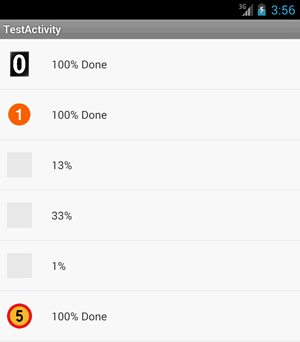 3G 3:56
TestActivity
0 100% Done
1 100% Done
13%
33%
1%
5 100% Done